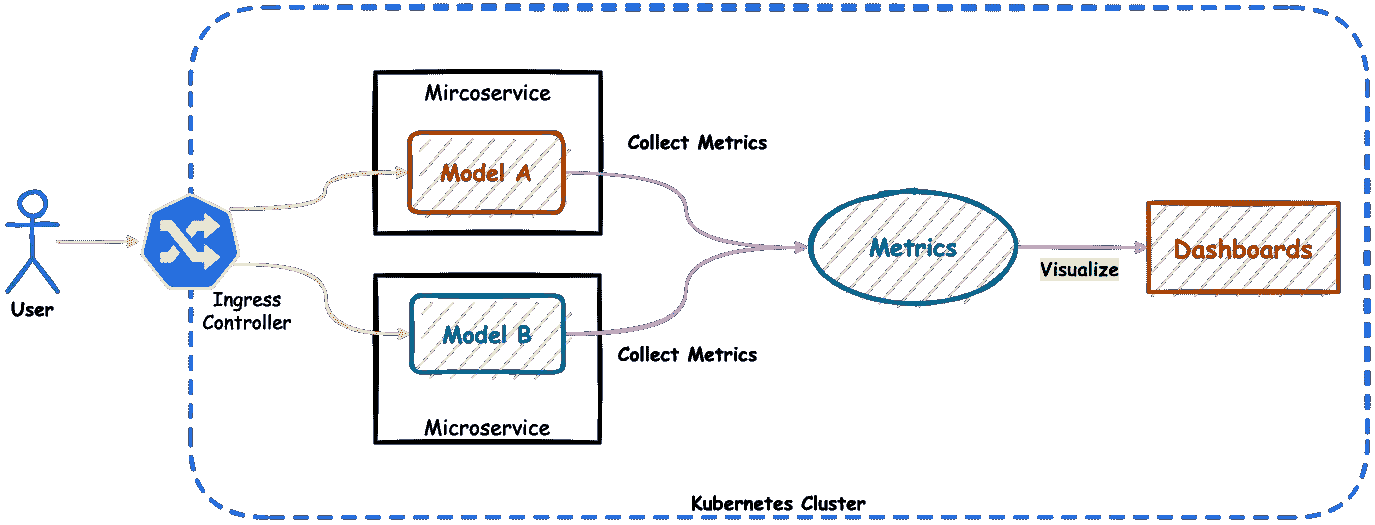 Mircoservice
Model A
Collect Metrics
User
Ingress
Controller
Metrics
Dashboards
Visualize
Model B
Collect Metrics
Microservice
Kubernetes Cluster